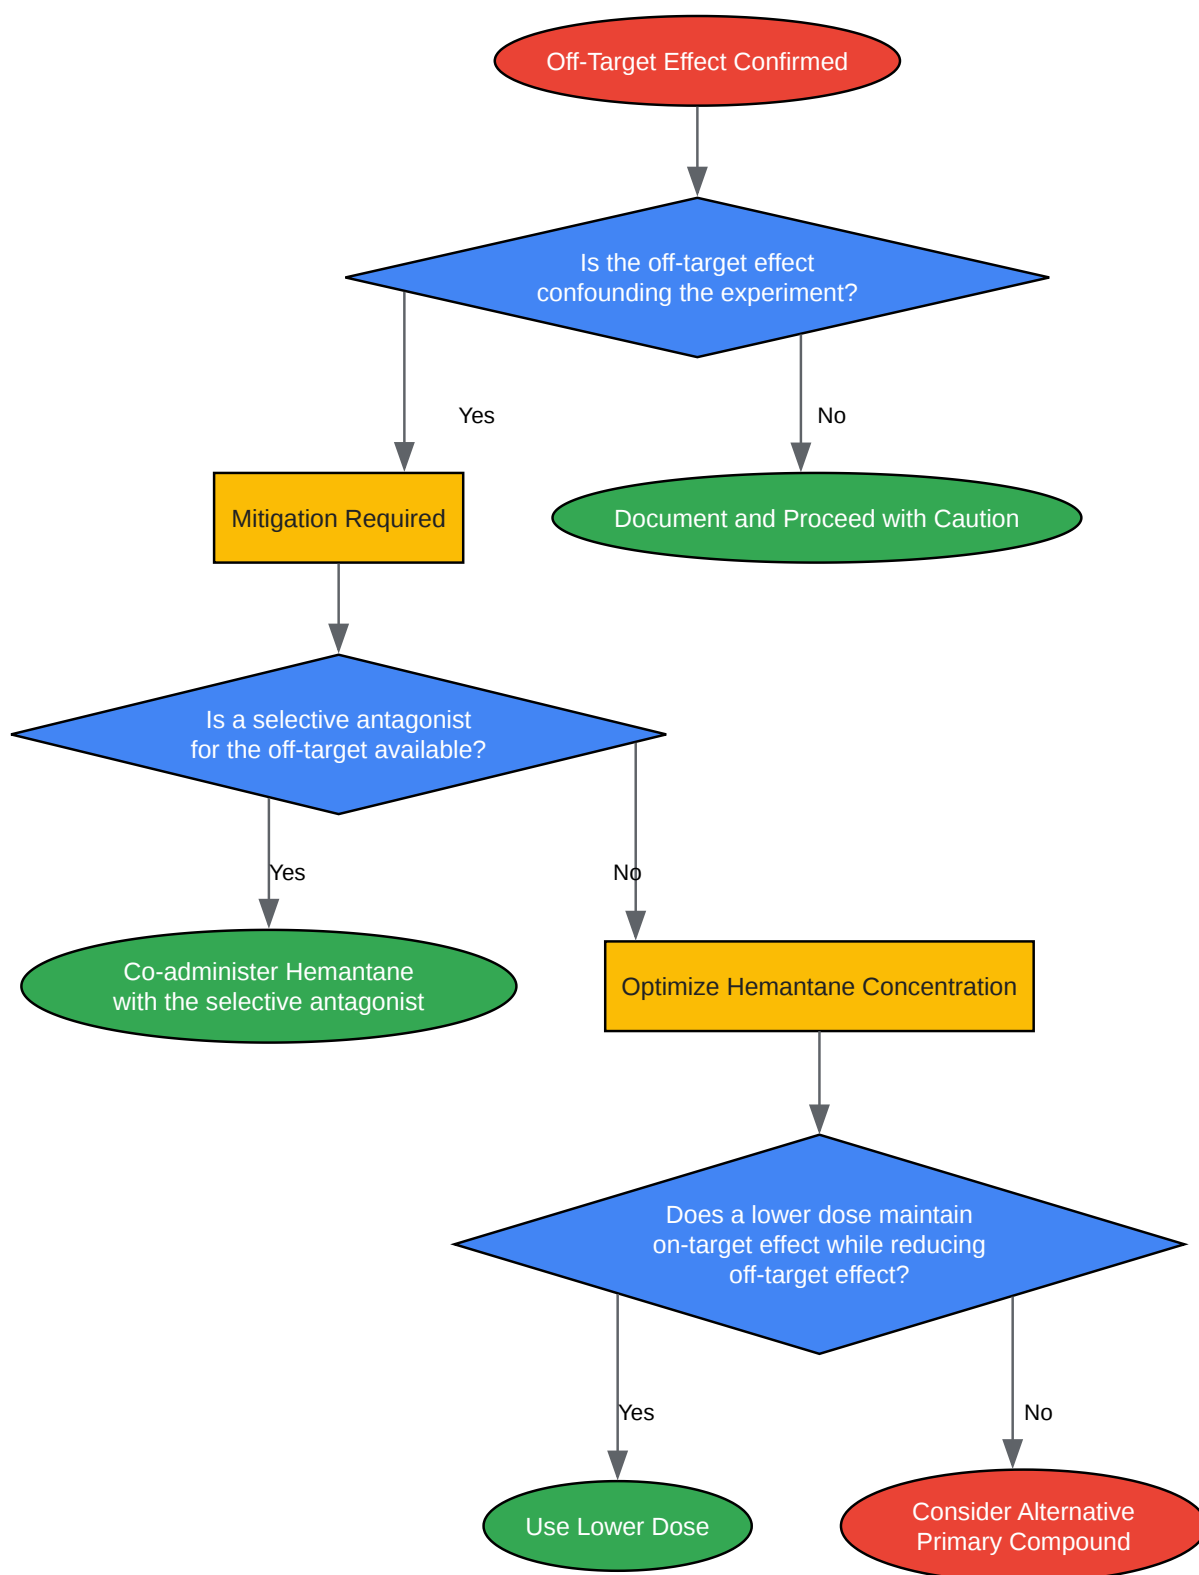 Off-Target Effect Confirmed
Is the off-target effect
confounding the experiment?
Yes
No
Mitigation Required
Document and Proceed with Caution
Is a selective antagonist
for the off-target available?
Yes
No
Co-administer Hemantane
with the selective antagonist
Optimize Hemantane Concentration
Does a lower dose maintain
on-target effect while reducing
off-target effect?
Yes
No
Use Lower Dose
Consider Alternative
Primary Compound